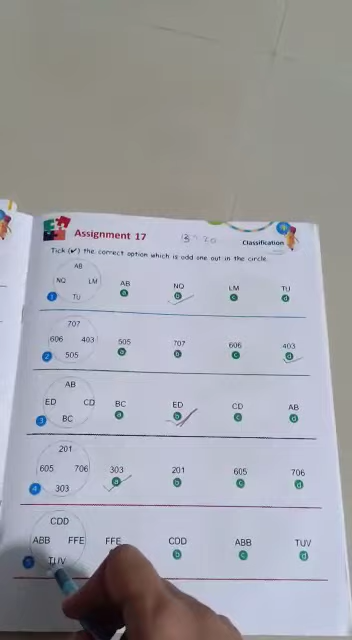 Assignment 17
Classification
Tick (✔) the correct option which is odd one out in the circle.
AB
NQ LM
TU
1
AB NQ LM TU
a b c d
707
606 403
505
2
505 707 606 403
a b c d
AB
ED CD
BC
3
BC ED CD AB
a b c d
201
605 706
303
4
303 201 605 706
a b c d
CDD
ABB FFE
TUV
5
FFE CDD ABB TUV
b c d